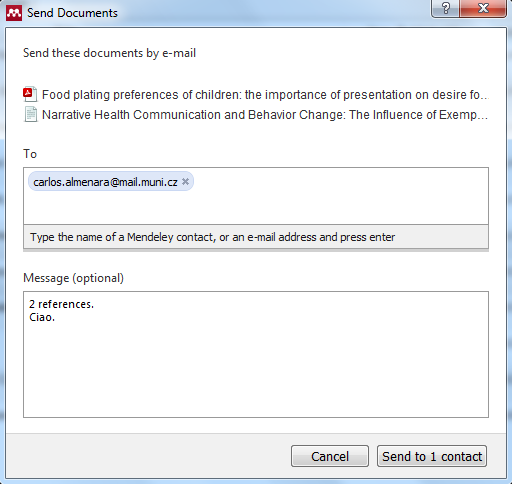 Send Documents
Send these documents by e-mail
Food plating preferences of children: the importance of presentation on desire fo...
Narrative Health Communication and Behavior Change: The Influence of Exemp...
To
carlos.almenara@mail.muni.cz
Type the name of a Mendeley contact, or an e-mail address and press enter
Message (optional)
2 references.
Ciao.
Cancel Send to 1 contact